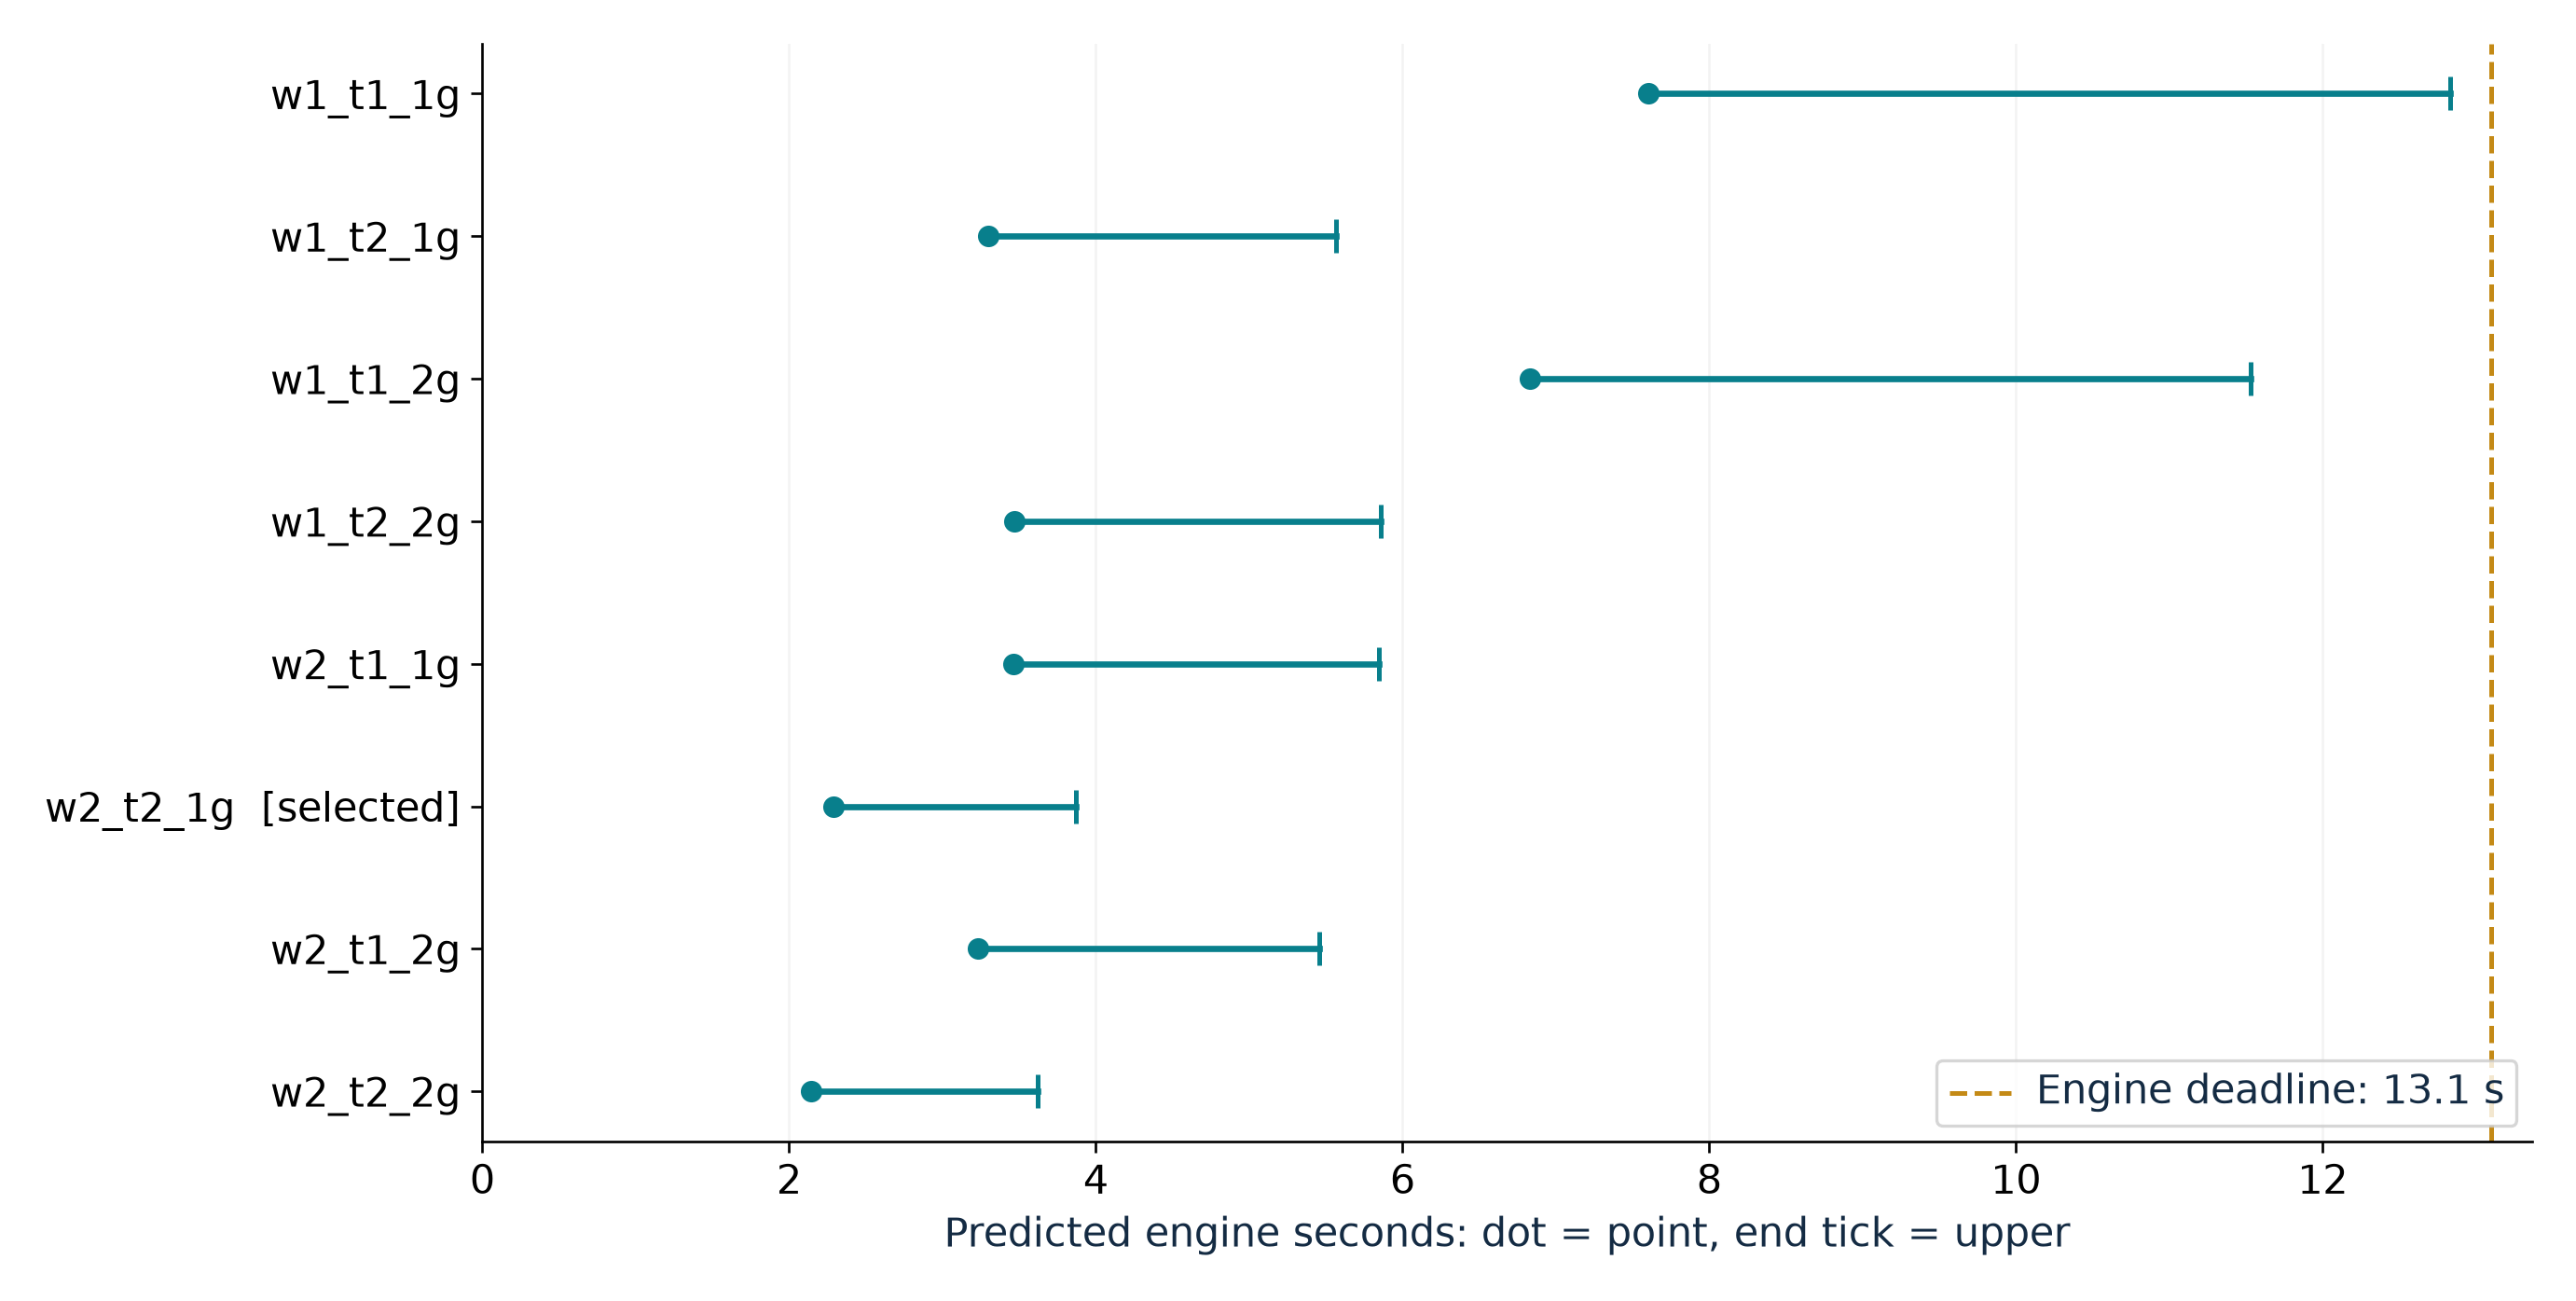 w1_t1_1g
w1_t2_1g
w1_t1_2g
w1_t2_2g
w2_t1_1g
w2_t2_1g  [selected]
w2_t1_2g
w2_t2_2g
Engine deadline: 13.1 s
0 2 4 6 8 10 12
Predicted engine seconds: dot = point, end tick = upper